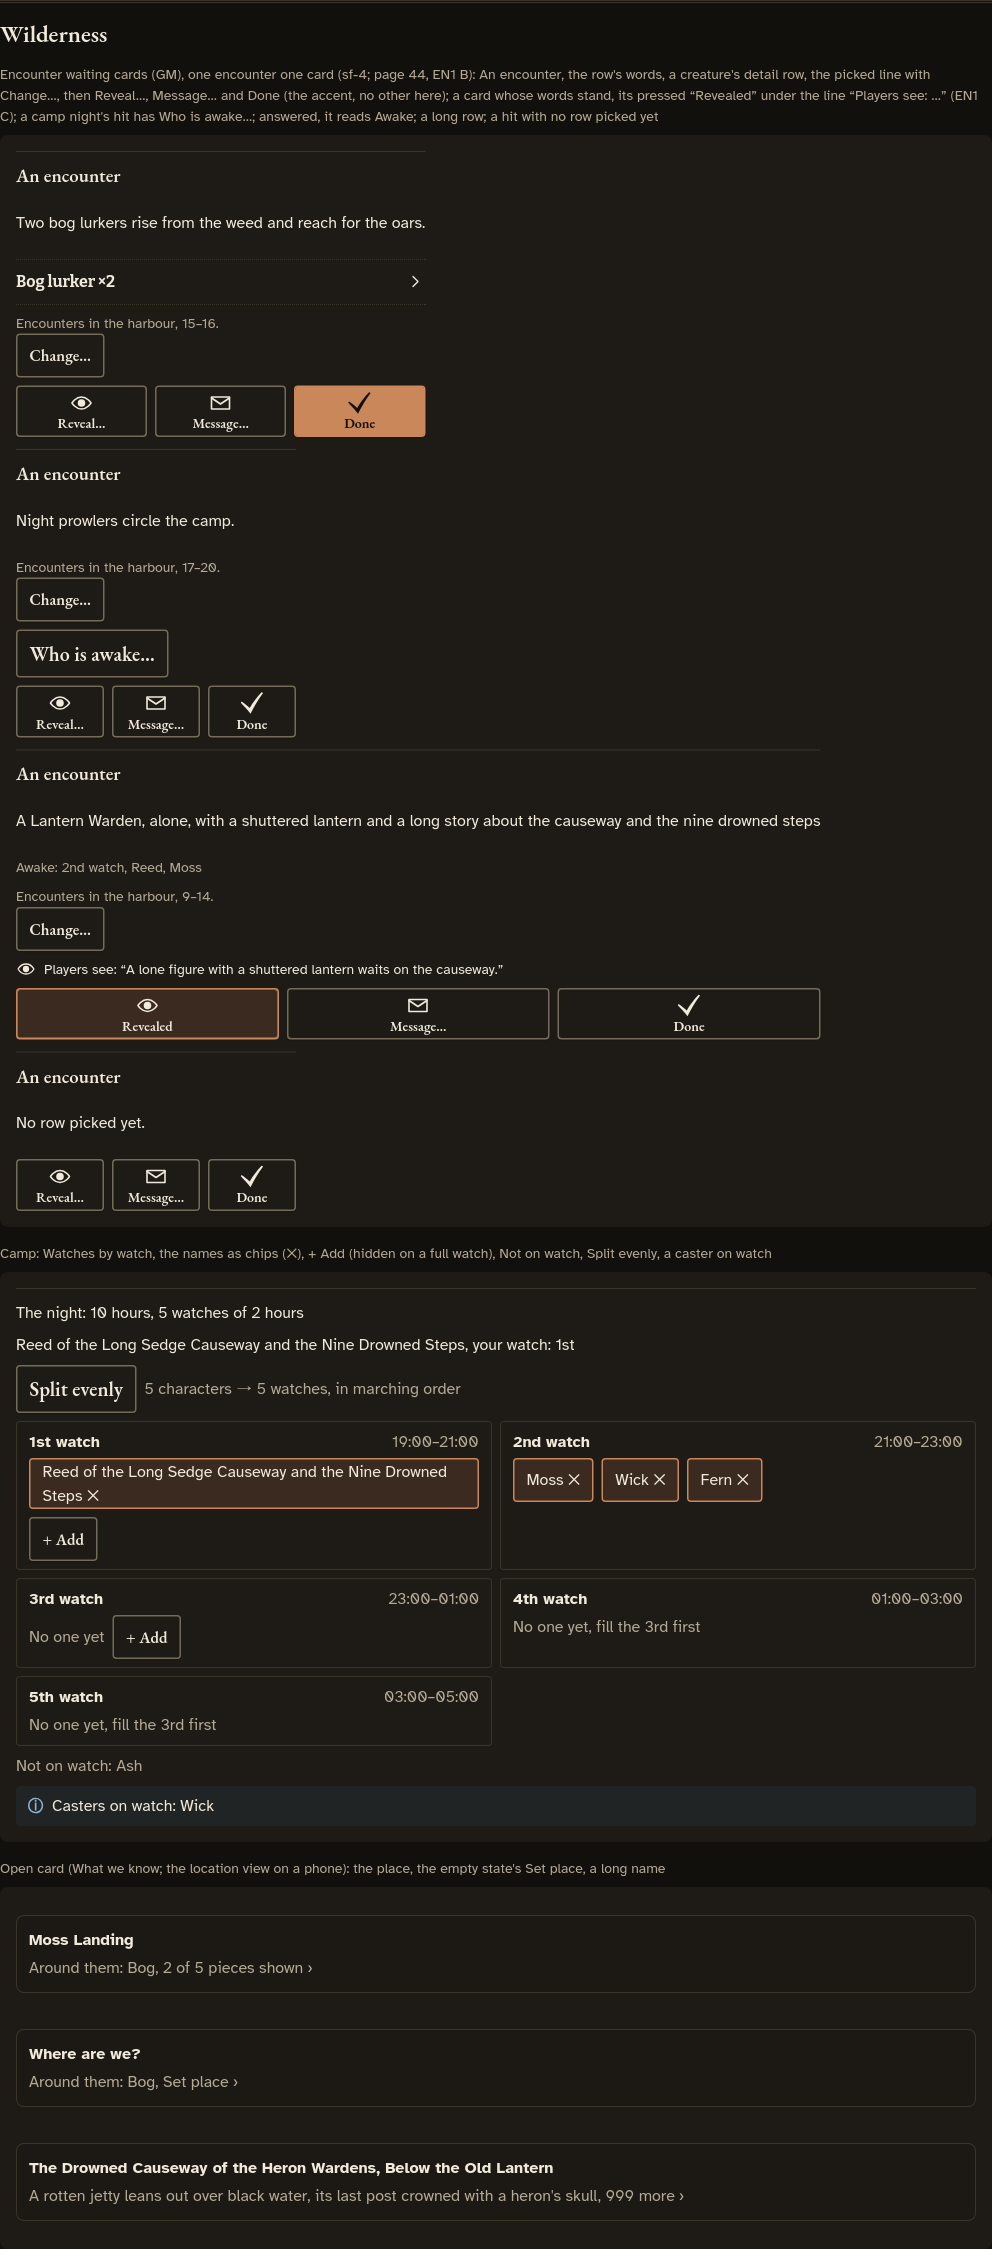 Wilderness
Encounter waiting cards (GM), one encounter one card (sf-4; page 44, EN1 B): An encounter, the row's words, a creature's detail row, the picked line with
Change…, then Reveal…, Message… and Done (the accent, no other here); a card whose words stand, its pressed “Revealed” under the line “Players see: …” (EN1
C); a camp night's hit has Who is awake…; answered, it reads Awake; a long row; a hit with no row picked yet
An encounter
Two bog lurkers rise from the weed and reach for the oars.
Bog lurker ×2
Encounters in the harbour, 15–16.
Change…
Reveal… Message… Done
An encounter
Night prowlers circle the camp.
Encounters in the harbour, 17–20.
Change…
Who is awake…
Reveal… Message… Done
An encounter
A Lantern Warden, alone, with a shuttered lantern and a long story about the causeway and the nine drowned steps
Awake: 2nd watch, Reed, Moss
Encounters in the harbour, 9–14.
Change…
Players see: “A lone figure with a shuttered lantern waits on the causeway.”
Revealed Message… Done
An encounter
No row picked yet.
Reveal… Message… Done
Camp: Watches by watch, the names as chips (✕), + Add (hidden on a full watch), Not on watch, Split evenly, a caster on watch
The night: 10 hours, 5 watches of 2 hours
Reed of the Long Sedge Causeway and the Nine Drowned Steps, your watch: 1st
Split evenly 5 characters → 5 watches, in marching order
1st watch 19:00–21:00
Reed of the Long Sedge Causeway and the Nine Drowned
Steps ✕
+ Add
2nd watch 21:00–23:00
Moss ✕ Wick ✕ Fern ✕
3rd watch 23:00–01:00
No one yet + Add
4th watch 01:00–03:00
No one yet, fill the 3rd first
5th watch 03:00–05:00
No one yet, fill the 3rd first
Not on watch: Ash
Casters on watch: Wick
Open card (What we know; the location view on a phone): the place, the empty state's Set place, a long name
Moss Landing
Around them: Bog, 2 of 5 pieces shown ›
Where are we?
Around them: Bog, Set place ›
The Drowned Causeway of the Heron Wardens, Below the Old Lantern
A rotten jetty leans out over black water, its last post crowned with a heron's skull, 999 more ›